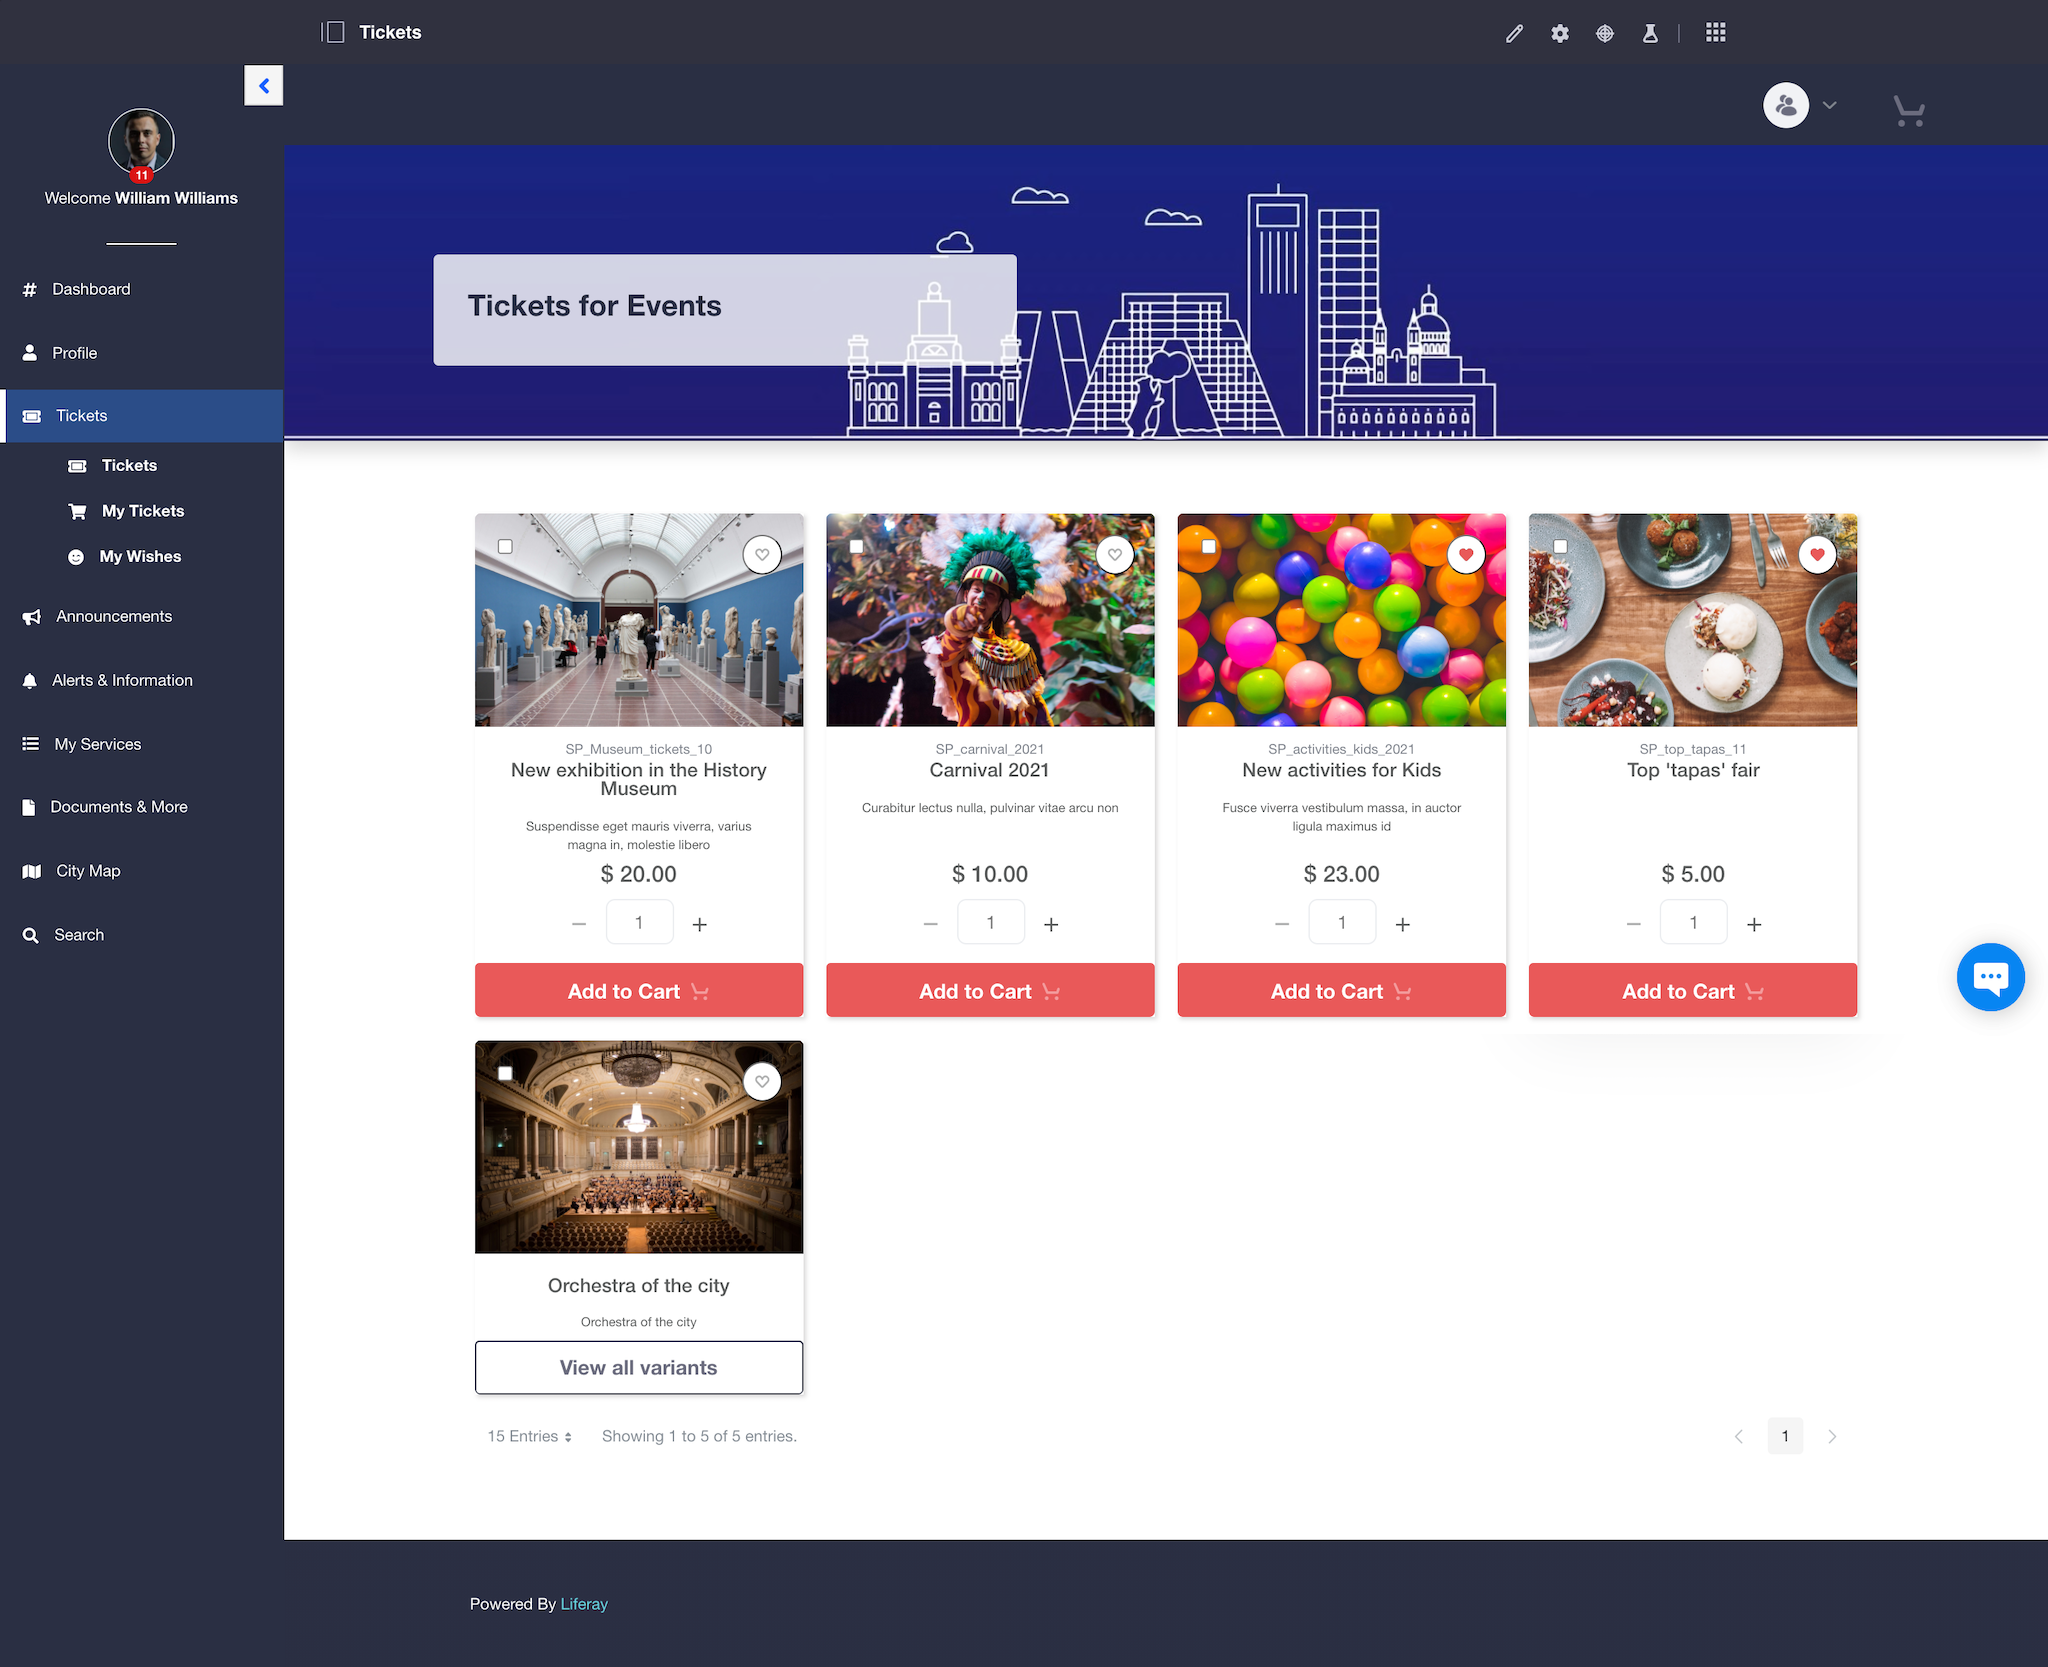 Tickets
11
Welcome William Williams
Dashboard
Profile
Tickets
Tickets
My Tickets
My Wishes
Announcements
Alerts & Information
My Services
Documents & More
City Map
Search
Tickets for Events
SP_Museum_tickets_10
New exhibition in the History
Museum
Suspendisse eget mauris viverra, varius
magna in, molestie libero
$ 20.00
1
Add to Cart
SP_carnival_2021
Carnival 2021
Curabitur lectus nulla, pulvinar vitae arcu non
$ 10.00
1
Add to Cart
SP_activities_kids_2021
New activities for Kids
Fusce viverra vestibulum massa, in auctor
ligula maximus id
$ 23.00
1
Add to Cart
SP_top_tapas_11
Top 'tapas' fair
$ 5.00
1
Add to Cart
Orchestra of the city
Orchestra of the city
View all variants
15 Entries Showing 1 to 5 of 5 entries.
1
Powered By Liferay